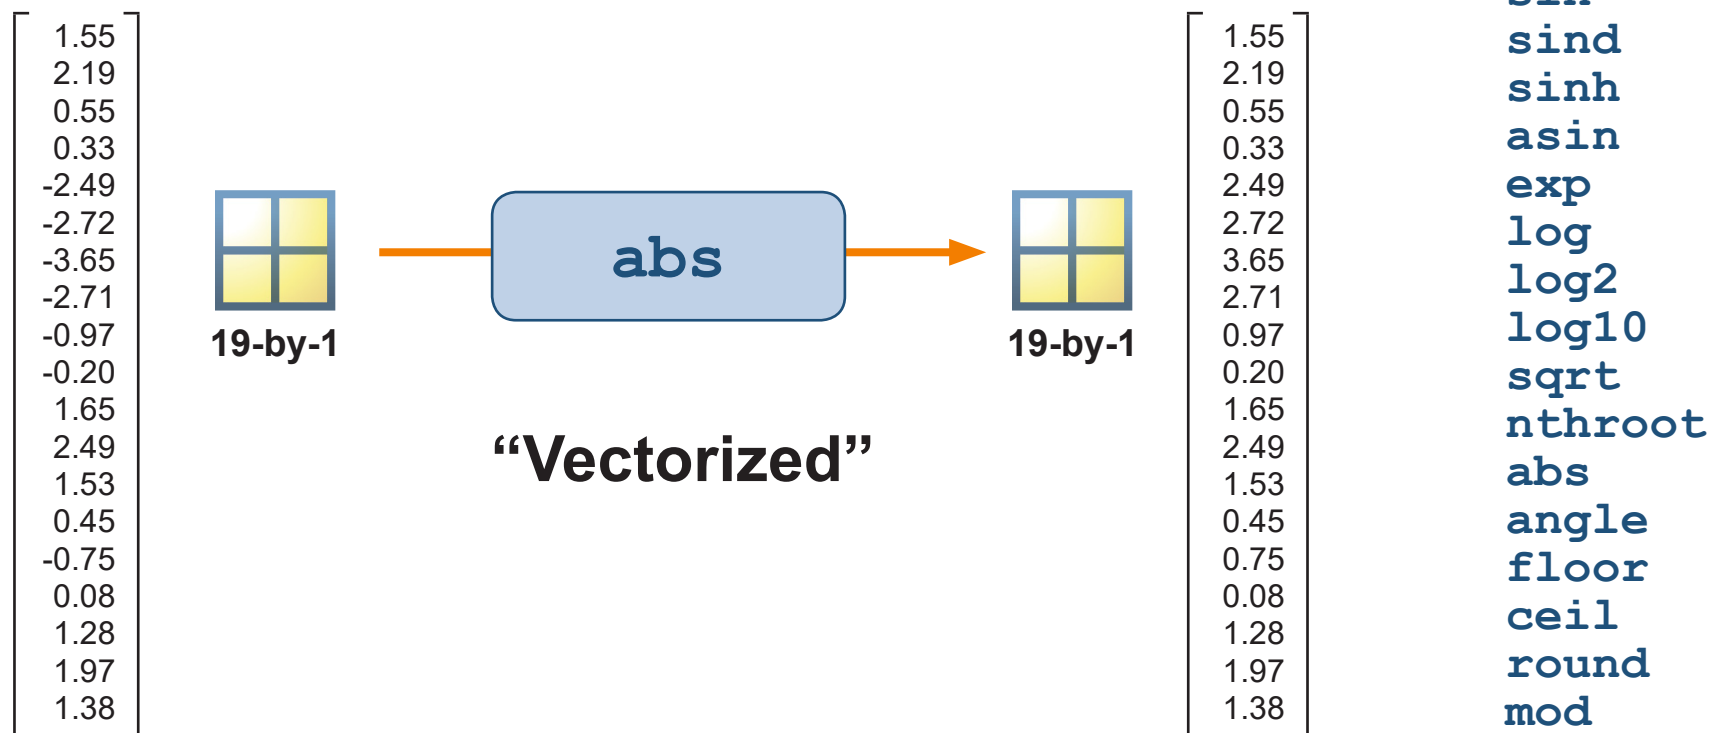 1.55
2.19
0.55
0.33
-2.49
-2.72
-3.65
-2.71
-0.97
-0.20
1.65
2.49
1.53
0.45
-0.75
0.08
1.28
1.97
1.38
19-by-1
abs
“Vectorized”
19-by-1
1.55
2.19
0.55
0.33
2.49
2.72
3.65
2.71
0.97
0.20
1.65
2.49
1.53
0.45
0.75
0.08
1.28
1.97
1.38
sind
sinh
asin
exp
log
log2
log10
sqrt
nthroot
abs
angle
floor
ceil
round
mod